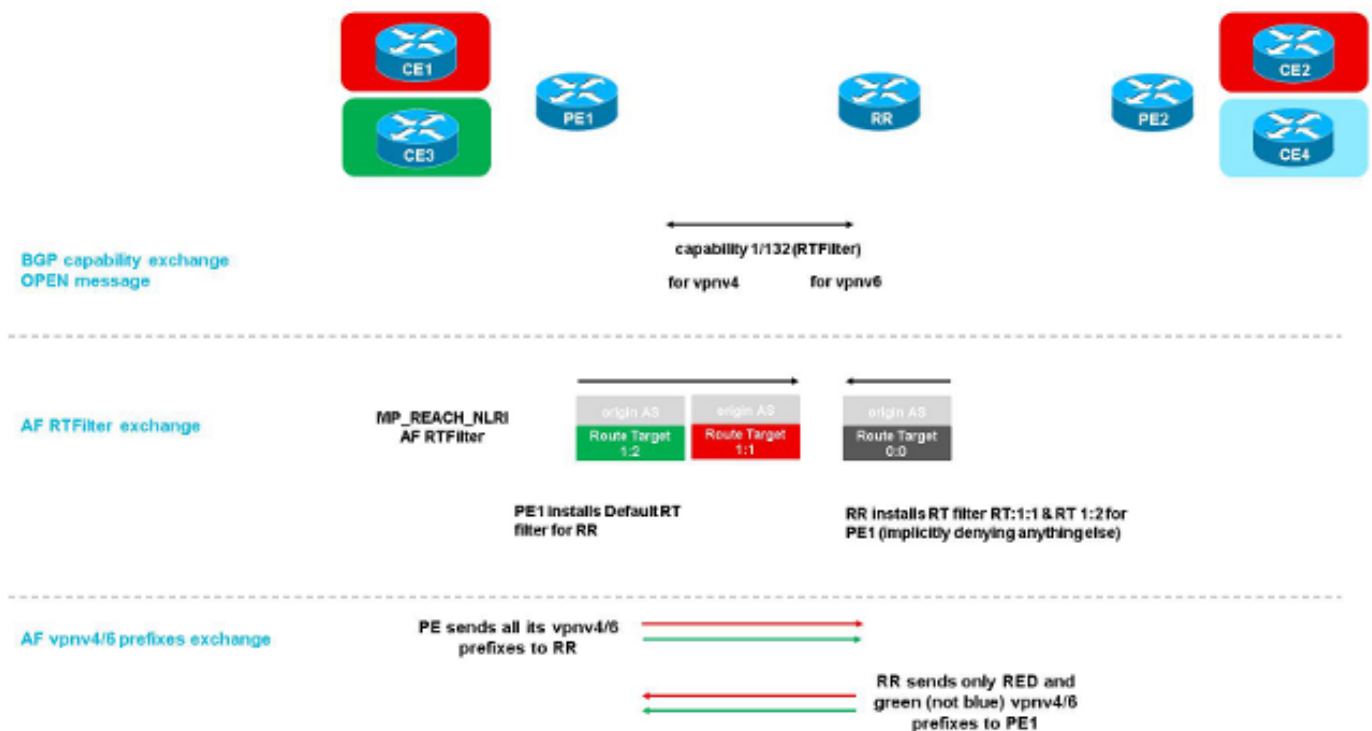 CE1
CE3
PE1
RR
PE2
CE2
CE4
BGP capability exchange
OPEN message
capability 1/132(RTFilter)
for vpnv4
for vpnv6
AF RTFilter exchange
MP_REACH_NLRI
AF RTFilter
origin AS
Route Target
1:2
origin AS
Route Target
1:1
origin AS
Route Target
0:0
PE1 installs Default RT
filter for RR
RR installs RT filter RT:1:1 & RT 1:2 for
PE1 (implicitly denying anything else)
AF vpnv4/6 prefixes exchange
PE sends all its vpnv4/6
prefixes to RR
RR sends only RED and
green (not blue) vpnv4/6
prefixes to PE1